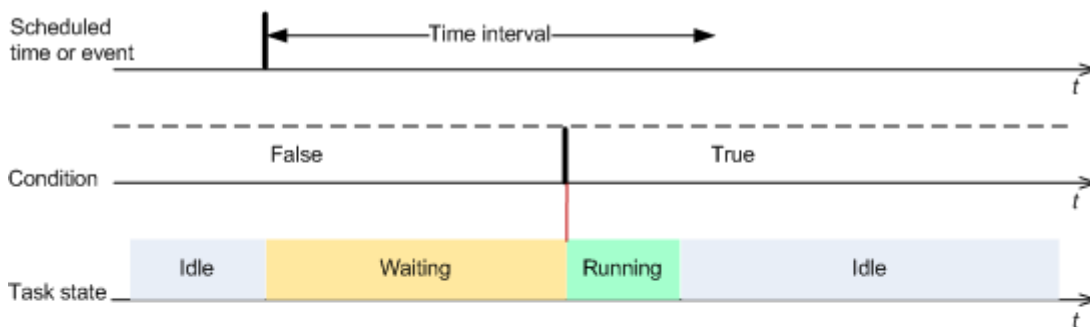 Scheduled
time or event
Time interval
t
False
True
Condition
t
Idle
Waiting
Running
Idle
Task state
t